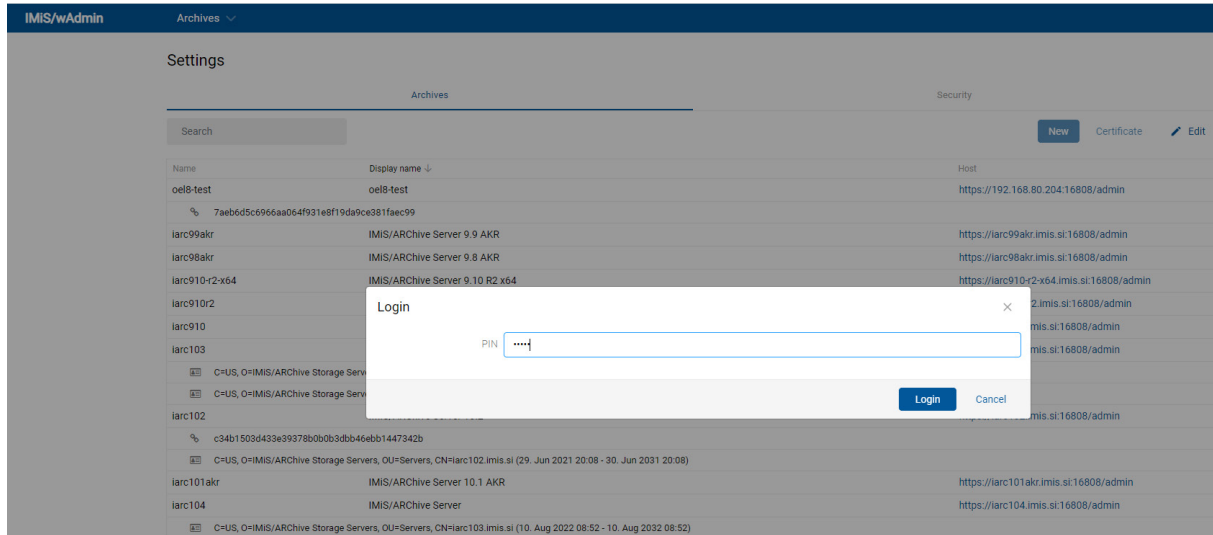 IMiS/wAdmin Archives
Settings
Archives Security
Search New Certificate Edit
Name Display name Host
oel8-test oel8-test https://192.168.80.204:16808/admin
7aeb6d5c6966aa064f931e8f19da9ce381faec99
iarc99akr IMiS/ARChive Server 9.9 AKR https://iarc99akr.imis.si:16808/admin
iarc98akr IMiS/ARChive Server 9.8 AKR https://iarc98akr.imis.si:16808/admin
iarc910-r2-x64 IMiS/ARChive Server 9.10 R2 x64 https://iarc910-r2-x64.imis.si:16808/admin
iarc910r2 2.imis.si:16808/admin
Login
iarc910 mis.si:16808/admin
PIN •••••
iarc103 mis.si:16808/admin
C=US, O=IMiS/ARChive Storage Serv
C=US, O=IMiS/ARChive Storage Serv
Login Cancel
iarc102 mis.si:16808/admin
c34b1503d433e39378b0b0b3dbb46ebb1447342b
C=US, O=IMiS/ARChive Storage Servers, OU=Servers, CN=iarc102.imis.si (29. Jun 2021 20:08 - 30. Jun 2031 20:08)
iarc101akr IMiS/ARChive Server 10.1 AKR https://iarc101akr.imis.si:16808/admin
iarc104 IMiS/ARChive Server https://iarc104.imis.si:16808/admin
C=US, O=IMiS/ARChive Storage Servers, OU=Servers, CN=iarc103.imis.si (10. Aug 2022 08:52 - 10. Aug 2032 08:52)